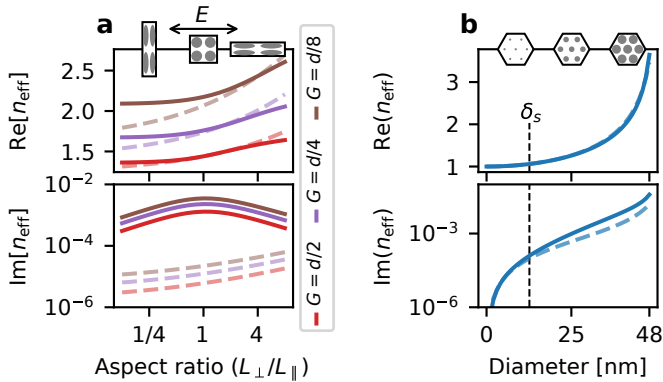 a
E
b
Re[n_eff]
2.5
2.0
1.5
Im[n_eff]
10^−2
10^−4
10^−6
1/4
1
4
Aspect ratio (L_⊥/L_∥)
G = d/8
G = d/4
G = d/2
Re(n_eff)
3
2
1
δ_s
Im(n_eff)
10^−3
10^−6
0
25
48
Diameter [nm]